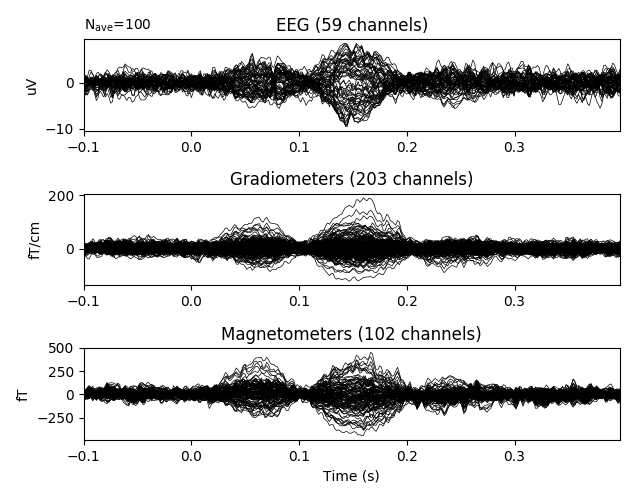 N_ave=100
EEG (59 channels)
uV
0
−10
−0.1 0.0 0.1 0.2 0.3
Gradiometers (203 channels)
fT/cm
200
0
−0.1 0.0 0.1 0.2 0.3
Magnetometers (102 channels)
fT
500
250
0
−250
−0.1 0.0 0.1 0.2 0.3
Time (s)